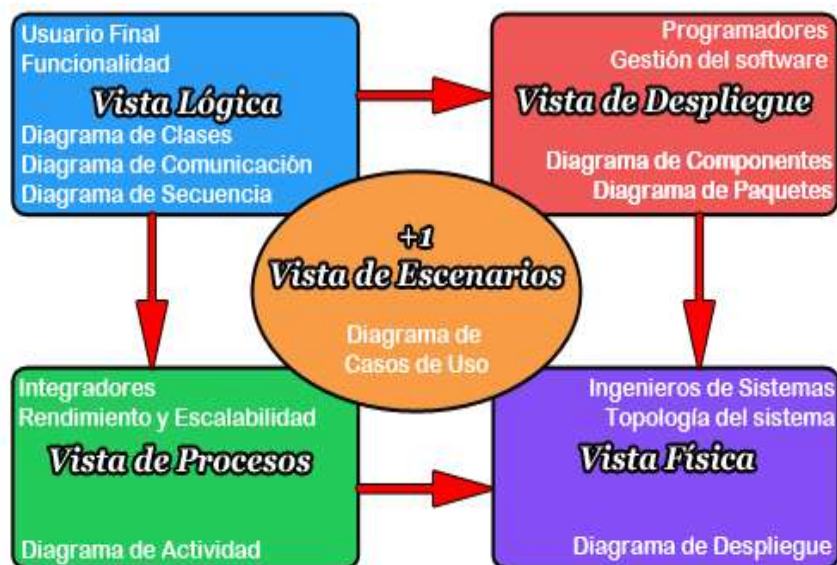 Usuario Final
Funcionalidad
Vista Lógica
Diagrama de Clases
Diagrama de Comunicación
Diagrama de Secuencia
Programadores
Gestión del software
Vista de Despliegue
Diagrama de Componentes
Diagrama de Paquetes
+1
Vista de Escenarios
Diagrama de
Casos de Uso
Integradores
Rendimiento y Escalabilidad
Vista de Procesos
Diagrama de Actividad
Ingenieros de Sistemas
Topología del sistema
Vista Física
Diagrama de Despliegue